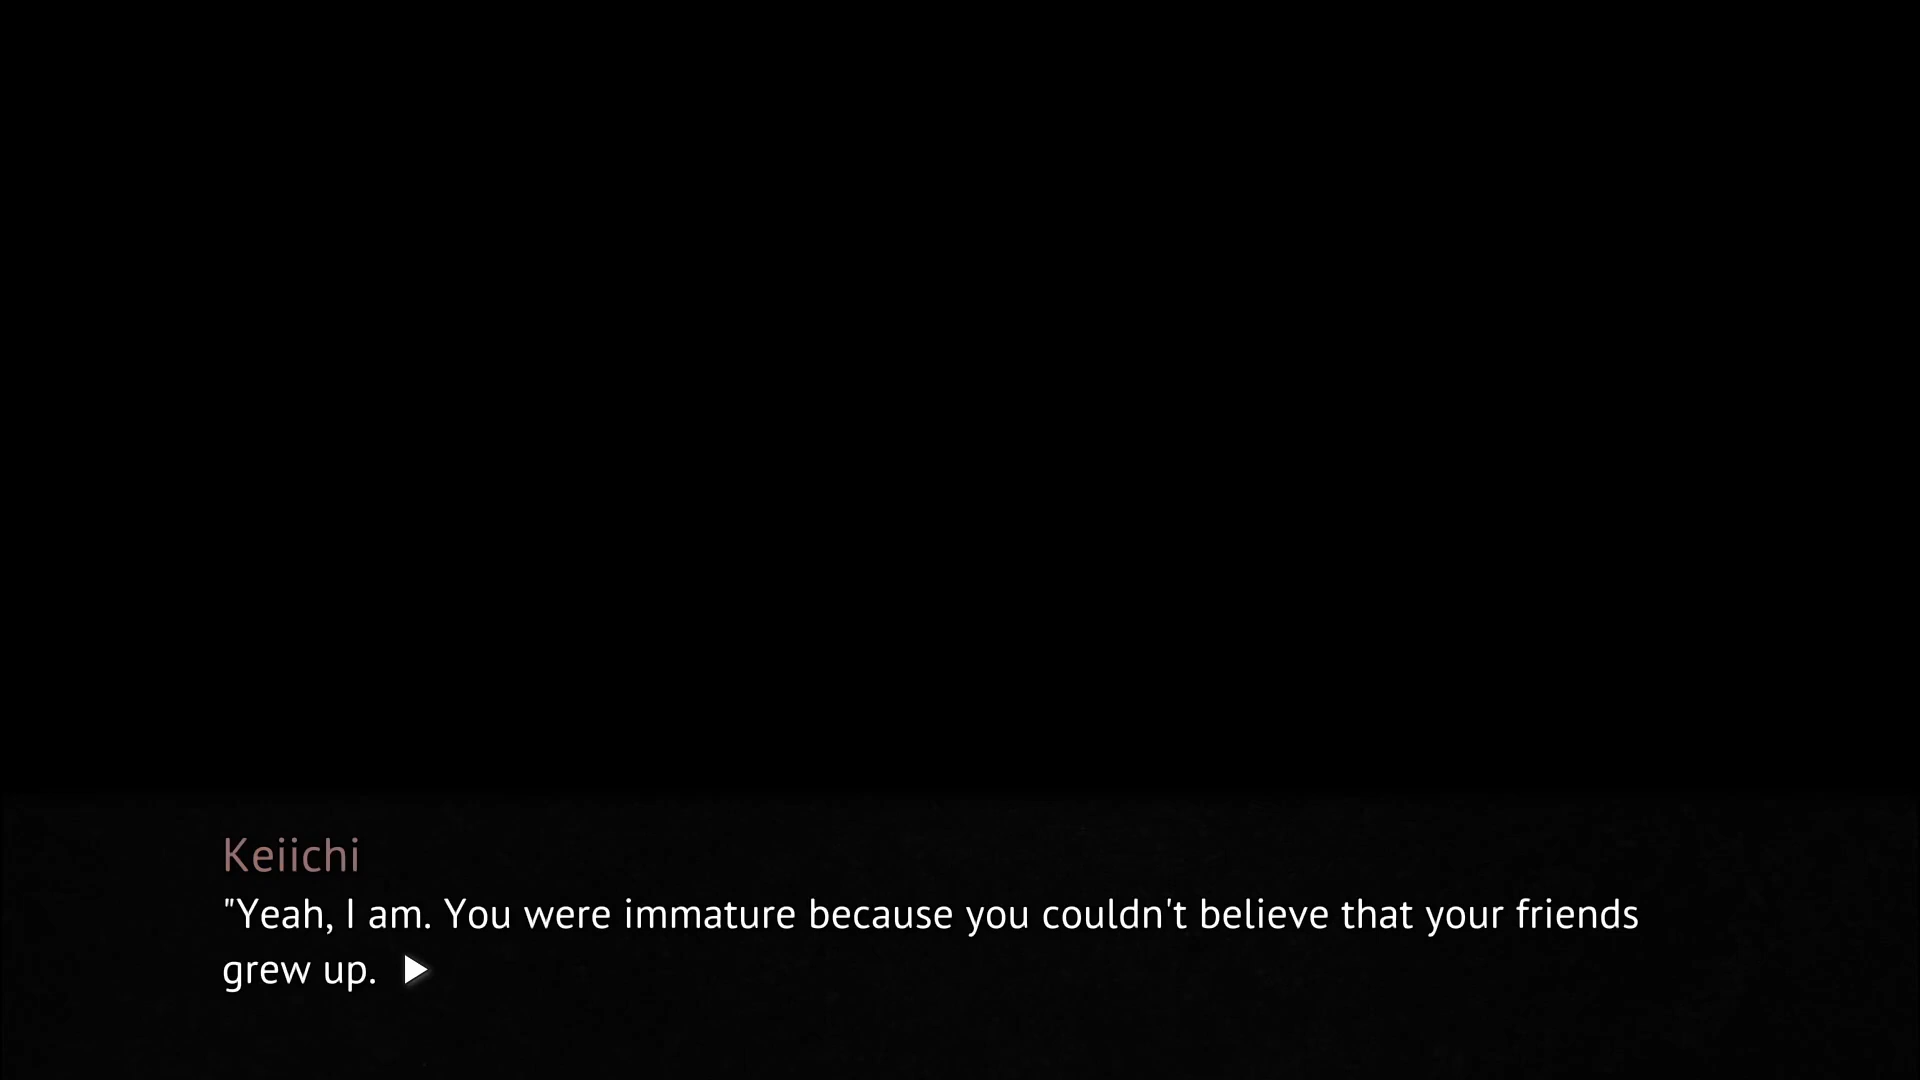 Keiichi
"Yeah, I am. You were immature because you couldn't believe that your friends
grew up.